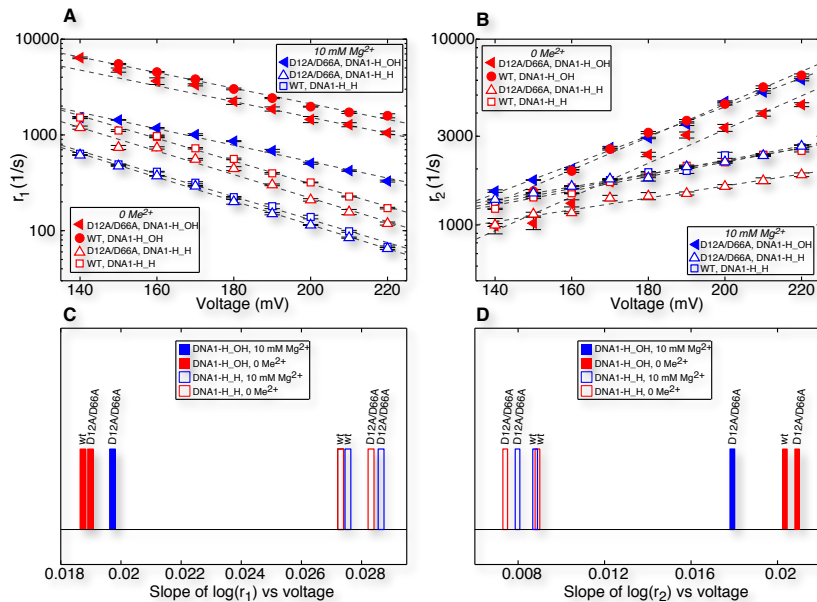 A
10000
1000
100
r1 (1/s)
10 mM Mg2+
D12A/D66A, DNA1-H_OH
D12A/D66A, DNA1-H_H
WT, DNA1-H_H
0 Me2+
D12A/D66A, DNA1-H_OH
WT, DNA1-H_OH
D12A/D66A, DNA1-H_H
WT, DNA1-H_H
140 160 180 200 220
Voltage (mV)
B
10000
3000
1000
r2 (1/s)
0 Me2+
D12A/D66A, DNA1-H_OH
WT, DNA1-H_OH
D12A/D66A, DNA1-H_H
WT, DNA1-H_H
10 mM Mg2+
D12A/D66A, DNA1-H_OH
D12A/D66A, DNA1-H_H
WT, DNA1-H_H
140 160 180 200 220
Voltage (mV)
C
DNA1-H_OH, 10 mM Mg2+
DNA1-H_OH, 0 Me2+
DNA1-H_H, 10 mM Mg2+
DNA1-H_H, 0 Me2+
wt
D12A/D66A
D12A/D66A
wt
wt
D12A/D66A
D12A/D66A
0.018 0.02 0.022 0.024 0.026 0.028
Slope of log(r1) vs voltage
D
DNA1-H_OH, 10 mM Mg2+
DNA1-H_OH, 0 Me2+
DNA1-H_H, 10 mM Mg2+
DNA1-H_H, 0 Me2+
D12A/D66A
D12A/D66A
wt
wt
D12A/D66A
wt
D12A/D66A
0.008 0.012 0.016 0.02
Slope of log(r2) vs voltage